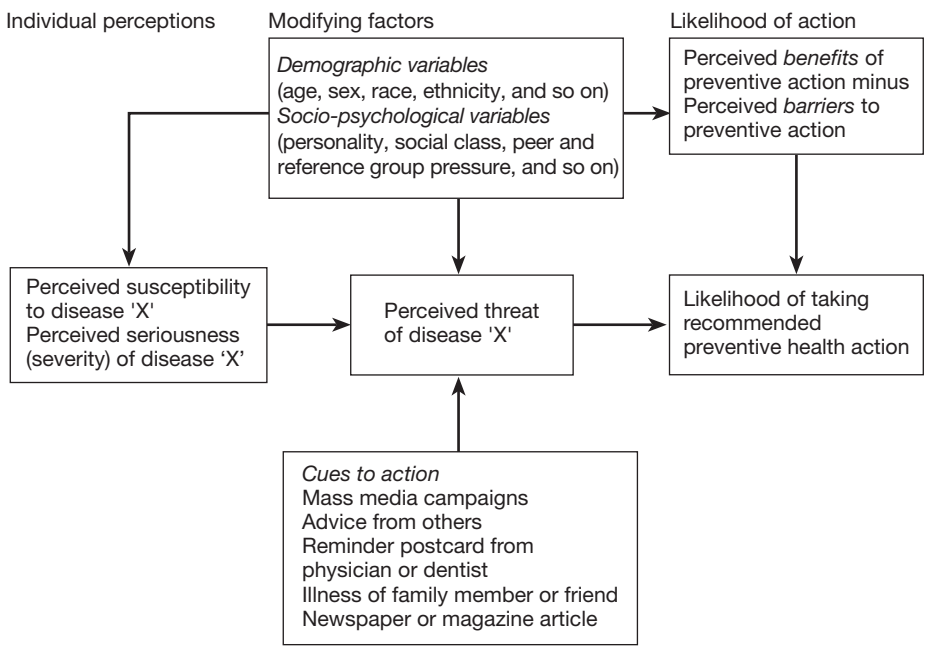 Individual perceptions
Modifying factors
Likelihood of action
Demographic variables
(age, sex, race, ethnicity, and so on)
Socio-psychological variables
(personality, social class, peer and
reference group pressure, and so on)
Perceived benefits of
preventive action minus
Perceived barriers to
preventive action
Perceived susceptibility
to disease 'X'
Perceived seriousness
(severity) of disease ‘X’
Perceived threat
of disease 'X'
Likelihood of taking
recommended
preventive health action
Cues to action
Mass media campaigns
Advice from others
Reminder postcard from
physician or dentist
Illness of family member or friend
Newspaper or magazine article